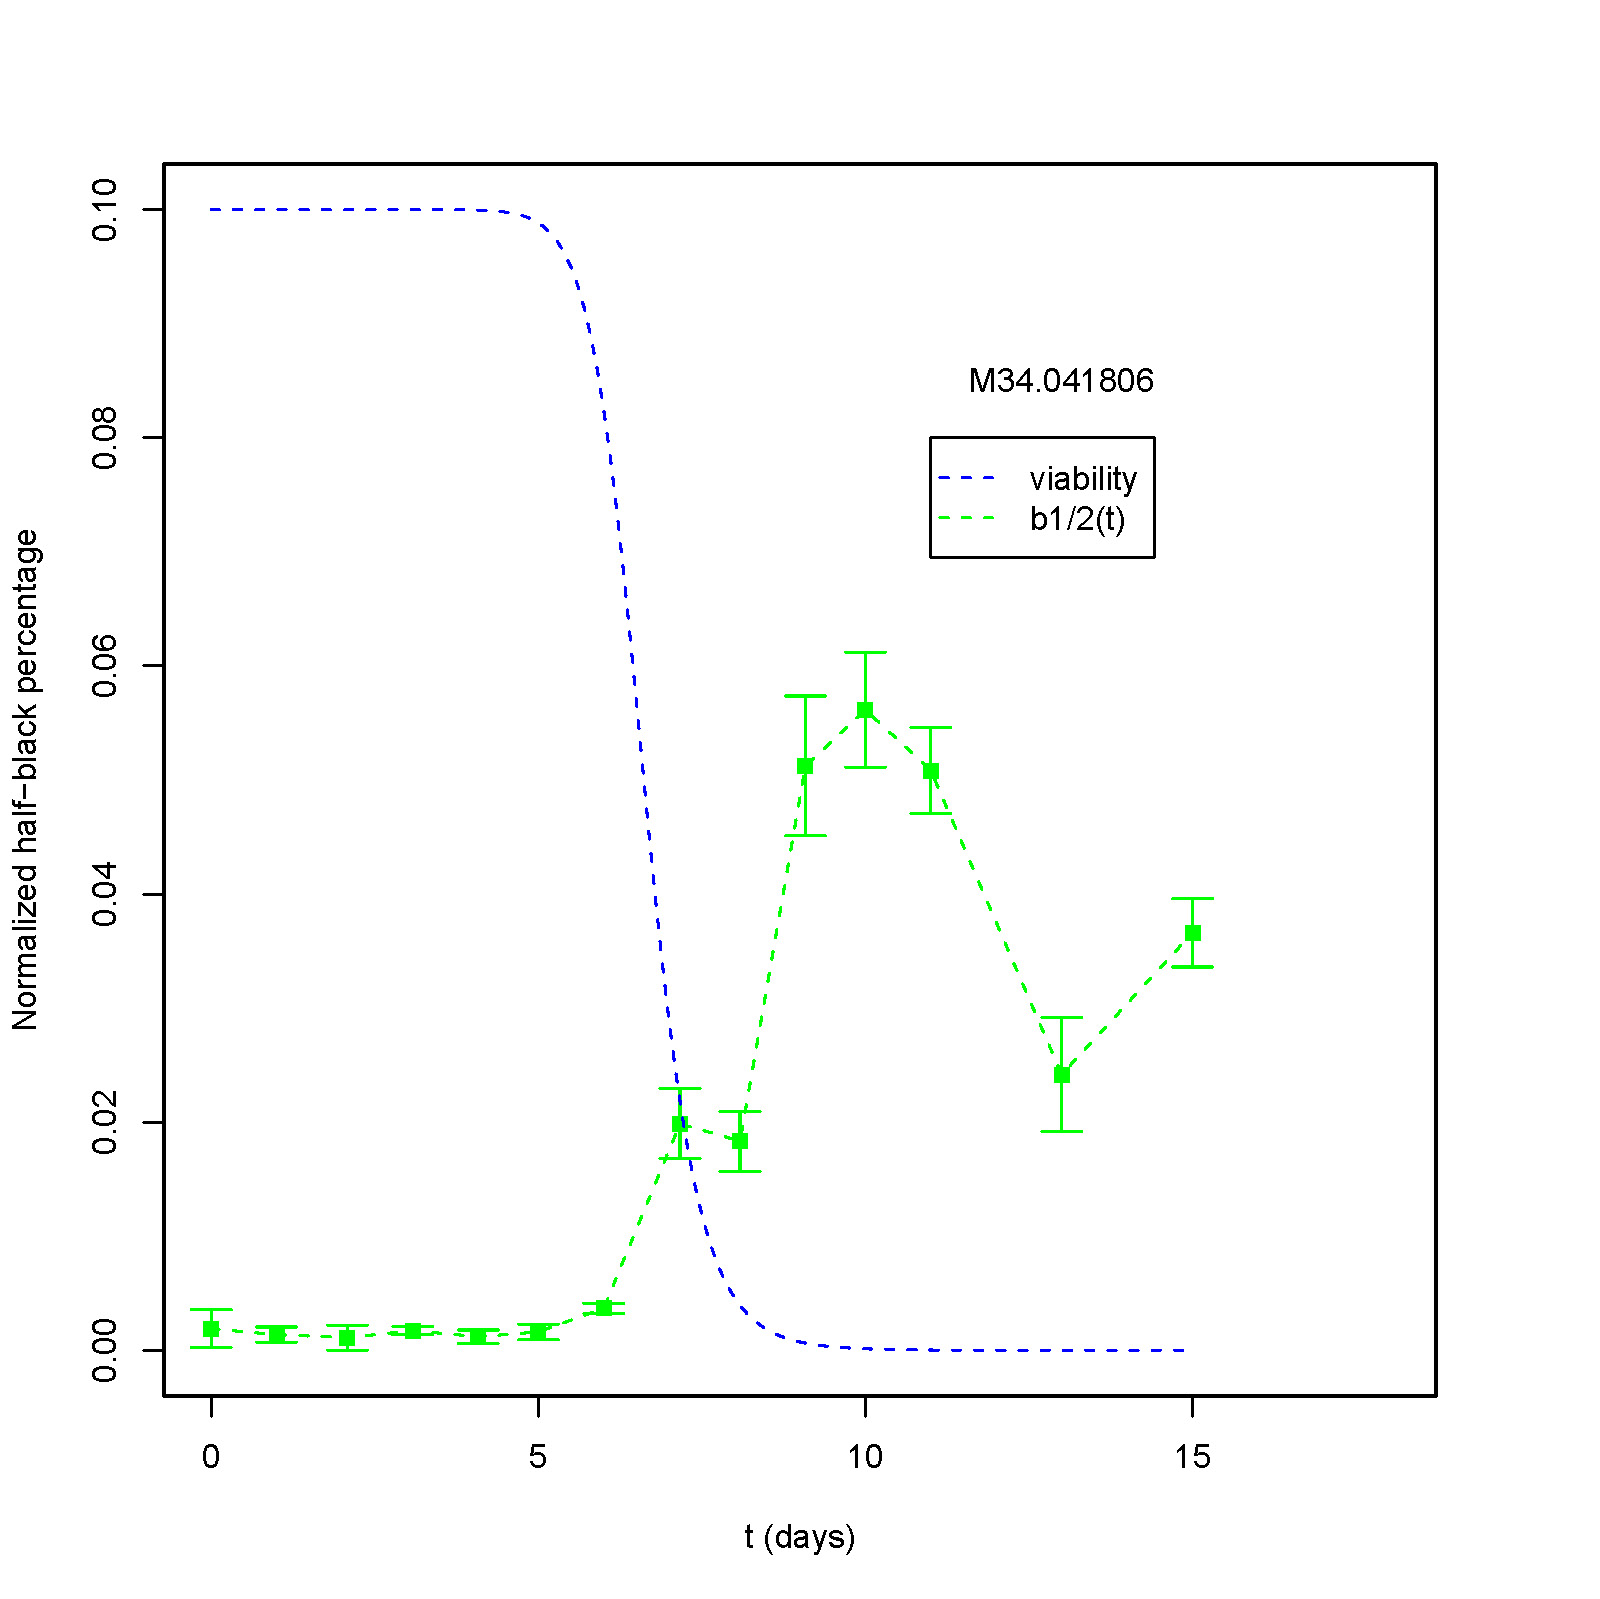 Normalized half−black percentage
0.10
0.08
0.06
0.04
0.02
0.00
M34.041806
viability
b1/2(t)
0 5 10 15
t (days)